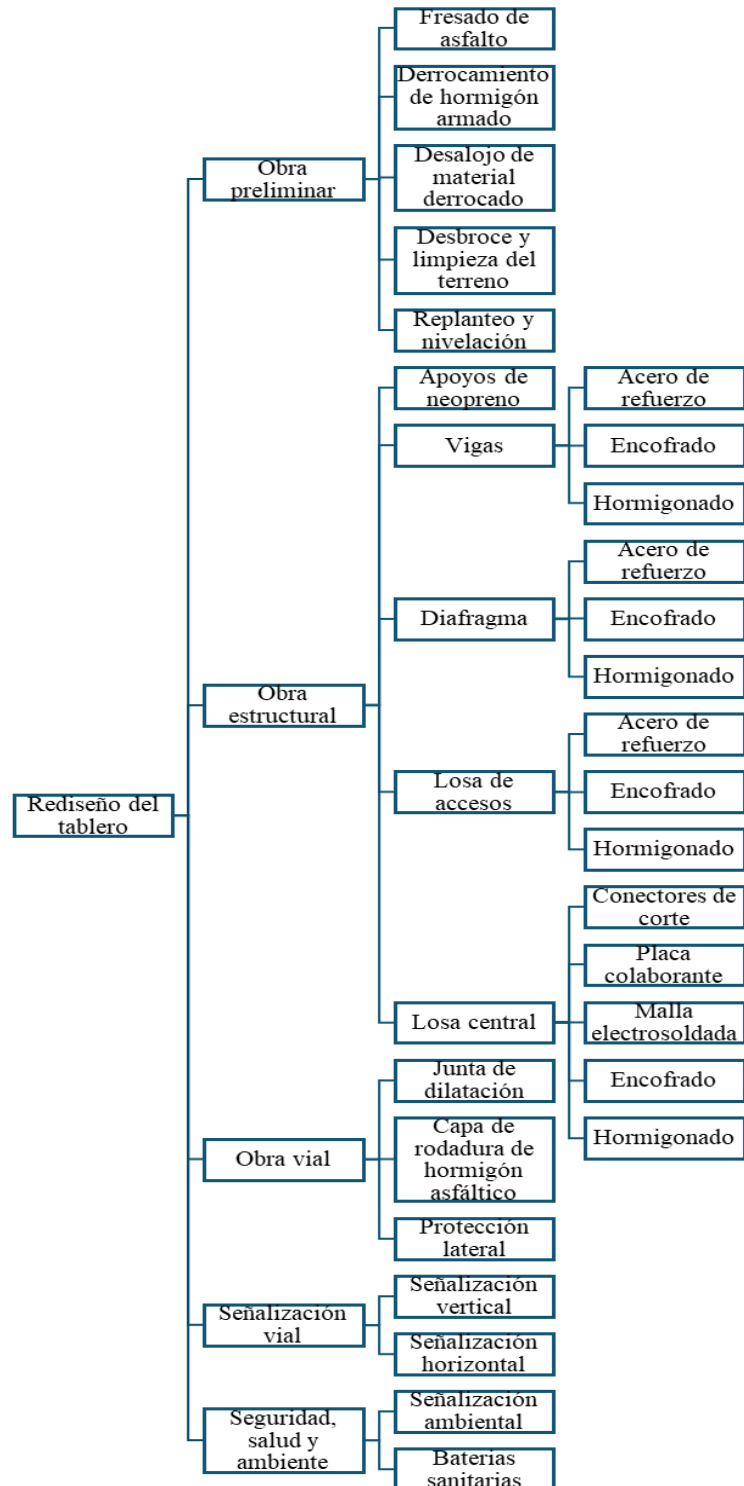 Rediseño del
tablero
Obra
preliminar
Fresado de
asfalto
Derrocamiento
de hormigón
armado
Desalojo de
material
derrocado
Desbroce y
limpieza del
terreno
Replanteo y
nivelación
Obra
estructural
Apoyos de
neopreno
Vigas
Acero de
refuerzo
Encofrado
Hormigonado
Diafragma
Acero de
refuerzo
Encofrado
Hormigonado
Losa de
accesos
Acero de
refuerzo
Encofrado
Hormigonado
Losa central
Conectores de
corte
Placa
colaborante
Malla
electrosoldada
Encofrado
Hormigonado
Obra vial
Junta de
dilatación
Capa de
rodadura de
hormigón
asfáltico
Protección
lateral
Señalización
vial
Señalización
vertical
Señalización
horizontal
Seguridad,
salud y
ambiente
Señalización
ambiental
Baterias
sanitarias